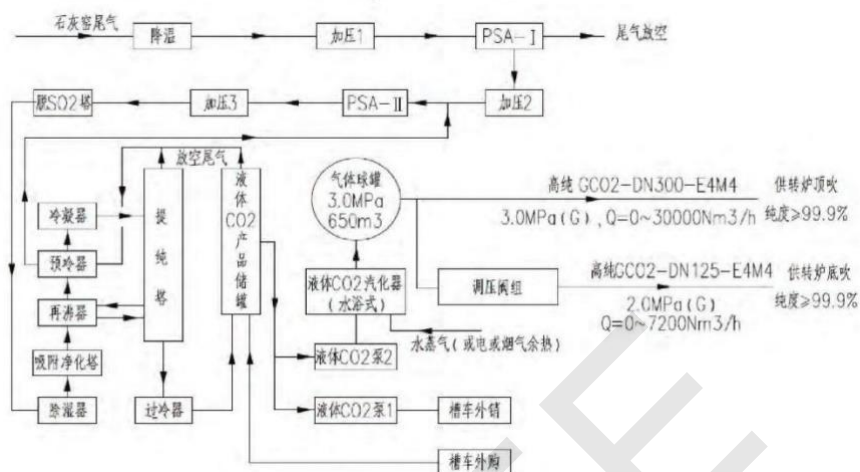 石灰窑尾气
降温
加压1
PSA-I
尾气放空
脱SO2塔
加压3
PSA-II
加压2
放空尾气
冷凝器
预冷器
再沸器
吸附净化塔
除湿器
提纯塔
过冷器
液体CO2产品储罐
气体球罐
3.0MPa
650m3
液体CO2汽化器
(水浴式)
水蒸气(或电或烟气余热)
液体CO2泵2
液体CO2泵1
槽车外销
槽车外购
高纯 GCO2-DN300-E4M4
3.0MPa(G),Q=0~30000Nm3/h
供转炉顶吹
纯度≥99.9%
调压阀组
高纯GCO2-DN125-E4M4
2.0MPa(G)
Q=0~7200Nm3/h
供转炉底吹
纯度≥99.9%